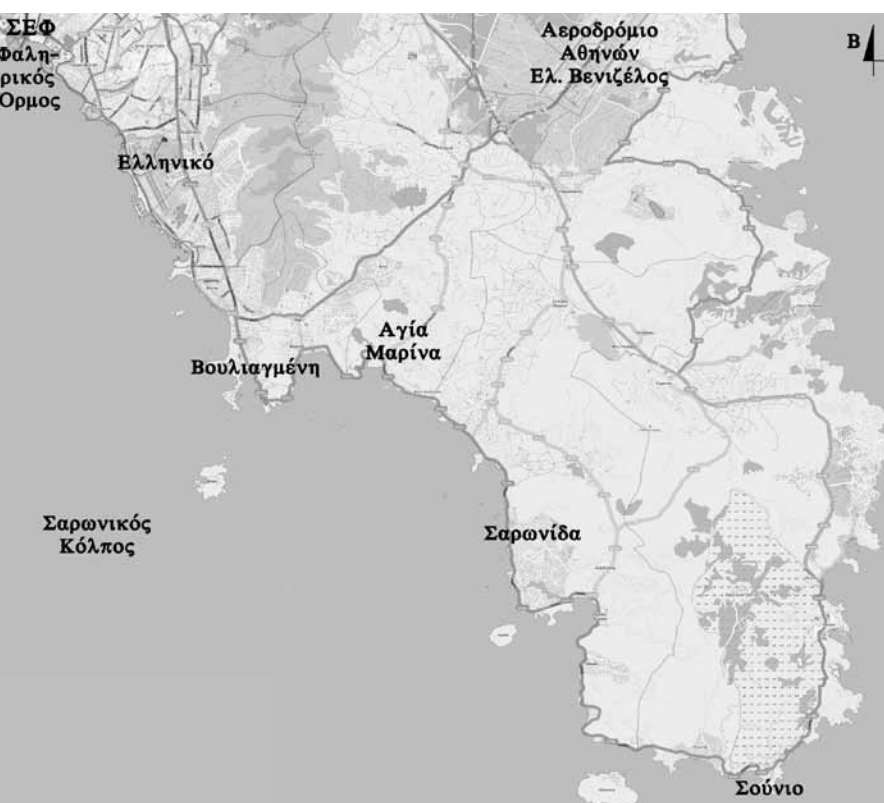 ΣΕΦ
Φαλη-
ρικός
Όρμος
Αεροδρόμιο
Αθηνών
Ελ. Βενιζέλος
Β
Ελληνικό
Αγία
Μαρίνα
Βουλιαγμένη
Σαρωνικός
Κόλπος
Σαρωνίδα
Σούνιο